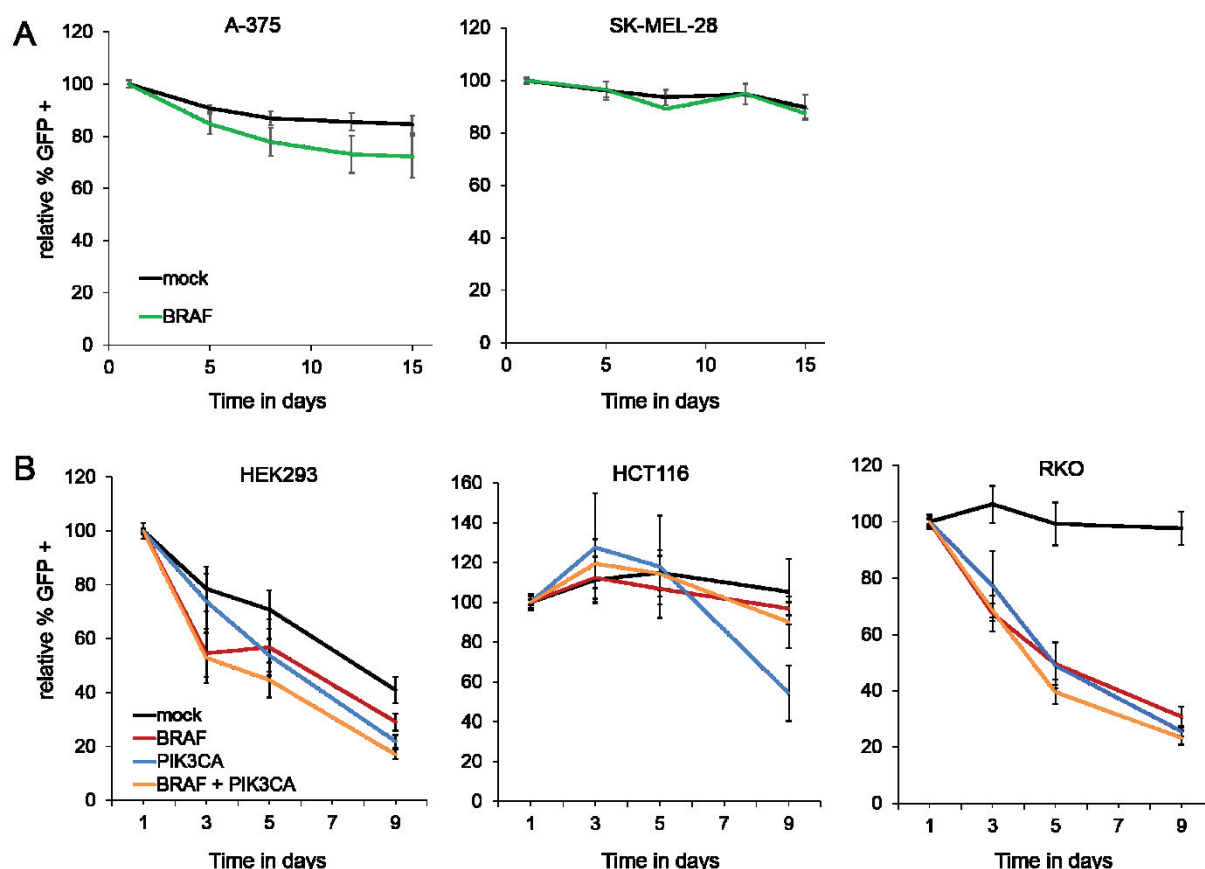 A
A-375
SK-MEL-28
relative % GFP +
120
100
80
60
40
20
0
mock
BRAF
0 5 10 15
Time in days
120
100
80
60
40
20
0
0 5 10 15
Time in days
B
HEK293
HCT116
RKO
relative % GFP +
120
100
80
60
40
20
0
mock
BRAF
PIK3CA
BRAF + PIK3CA
1 3 5 7 9
Time in days
160
140
120
100
80
60
40
20
0
1 3 5 7 9
Time in days
120
100
80
60
40
20
0
1 3 5 7 9
Time in days